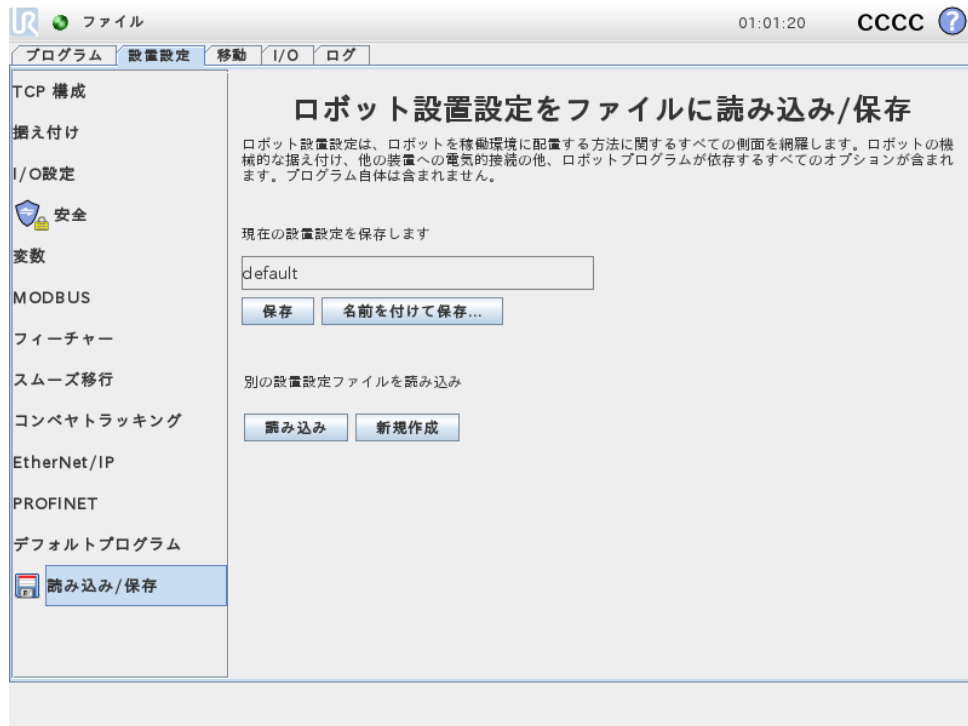 UR ファイル 01:01:20 CCCC ?
プログラム 設置設定 移動 I/O ログ
TCP 構成
据え付け
I/O設定
安全
変数
MODBUS
フィーチャー
スムーズ移行
コンベヤトラッキング
EtherNet/IP
PROFINET
デフォルトプログラム
読み込み/保存
ロボット設置設定をファイルに読み込み/保存
ロボット設置設定は、ロボットを稼働環境に配置する方法に関するすべての側面を網羅します。ロボットの機
械的な据え付け、他の装置への電気的接続の他、ロボットプログラムが依存するすべてのオプションが含まれ
ます。プログラム自体は含まれません。
現在の設置設定を保存します
default
保存 名前を付けて保存...
別の設置設定ファイルを読み込み
読み込み 新規作成